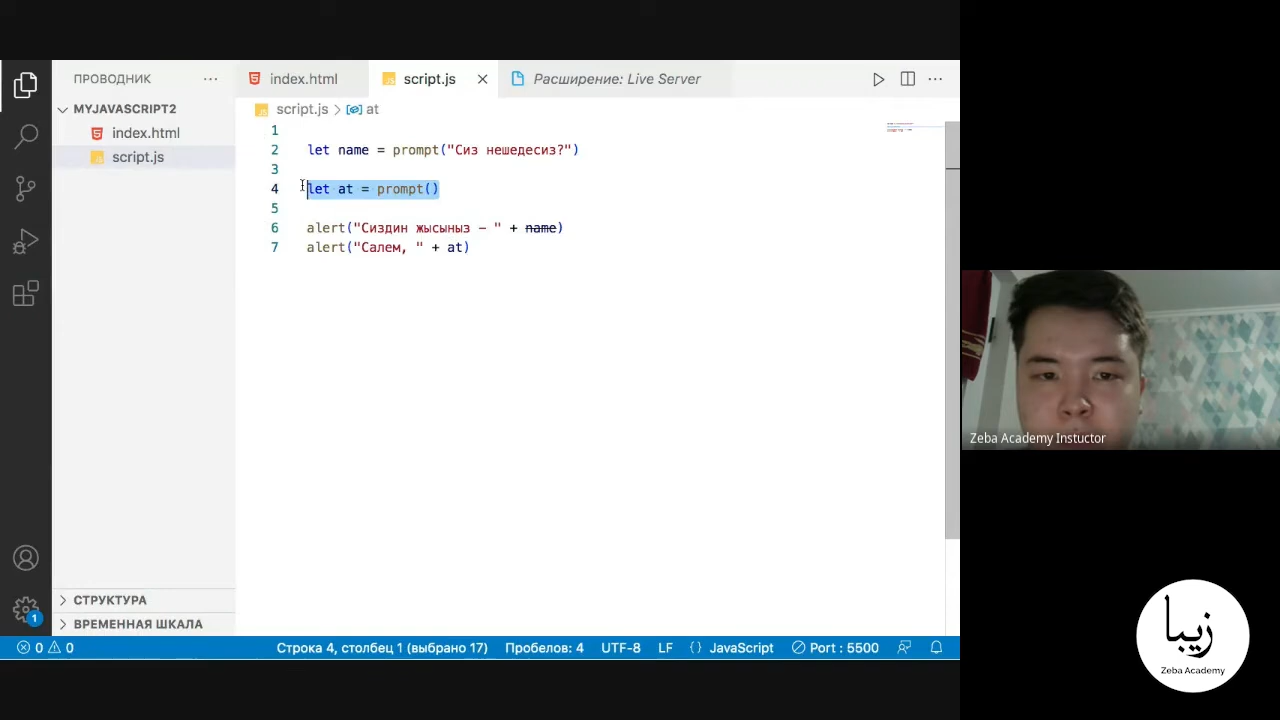 ПРОВОДНИК ···
MYJAVASCRIPT2
index.html
script.js
index.html script.js Расширение: Live Server ···
script.js > at
1
2 let name = prompt("Сиз нешедесиз?")
3
4 let at = prompt()
5
6 alert("Сиздин жысыныз - " + name)
7 alert("Салем, " + at)
СТРУКТУРА
ВРЕМЕННАЯ ШКАЛА
1
0 0 Строка 4, столбец 1 (выбрано 17) Пробелов: 4 UTF-8 LF {} JavaScript Port : 5500
Zeba Academy Instuctor
زيبا
Zeba Academy